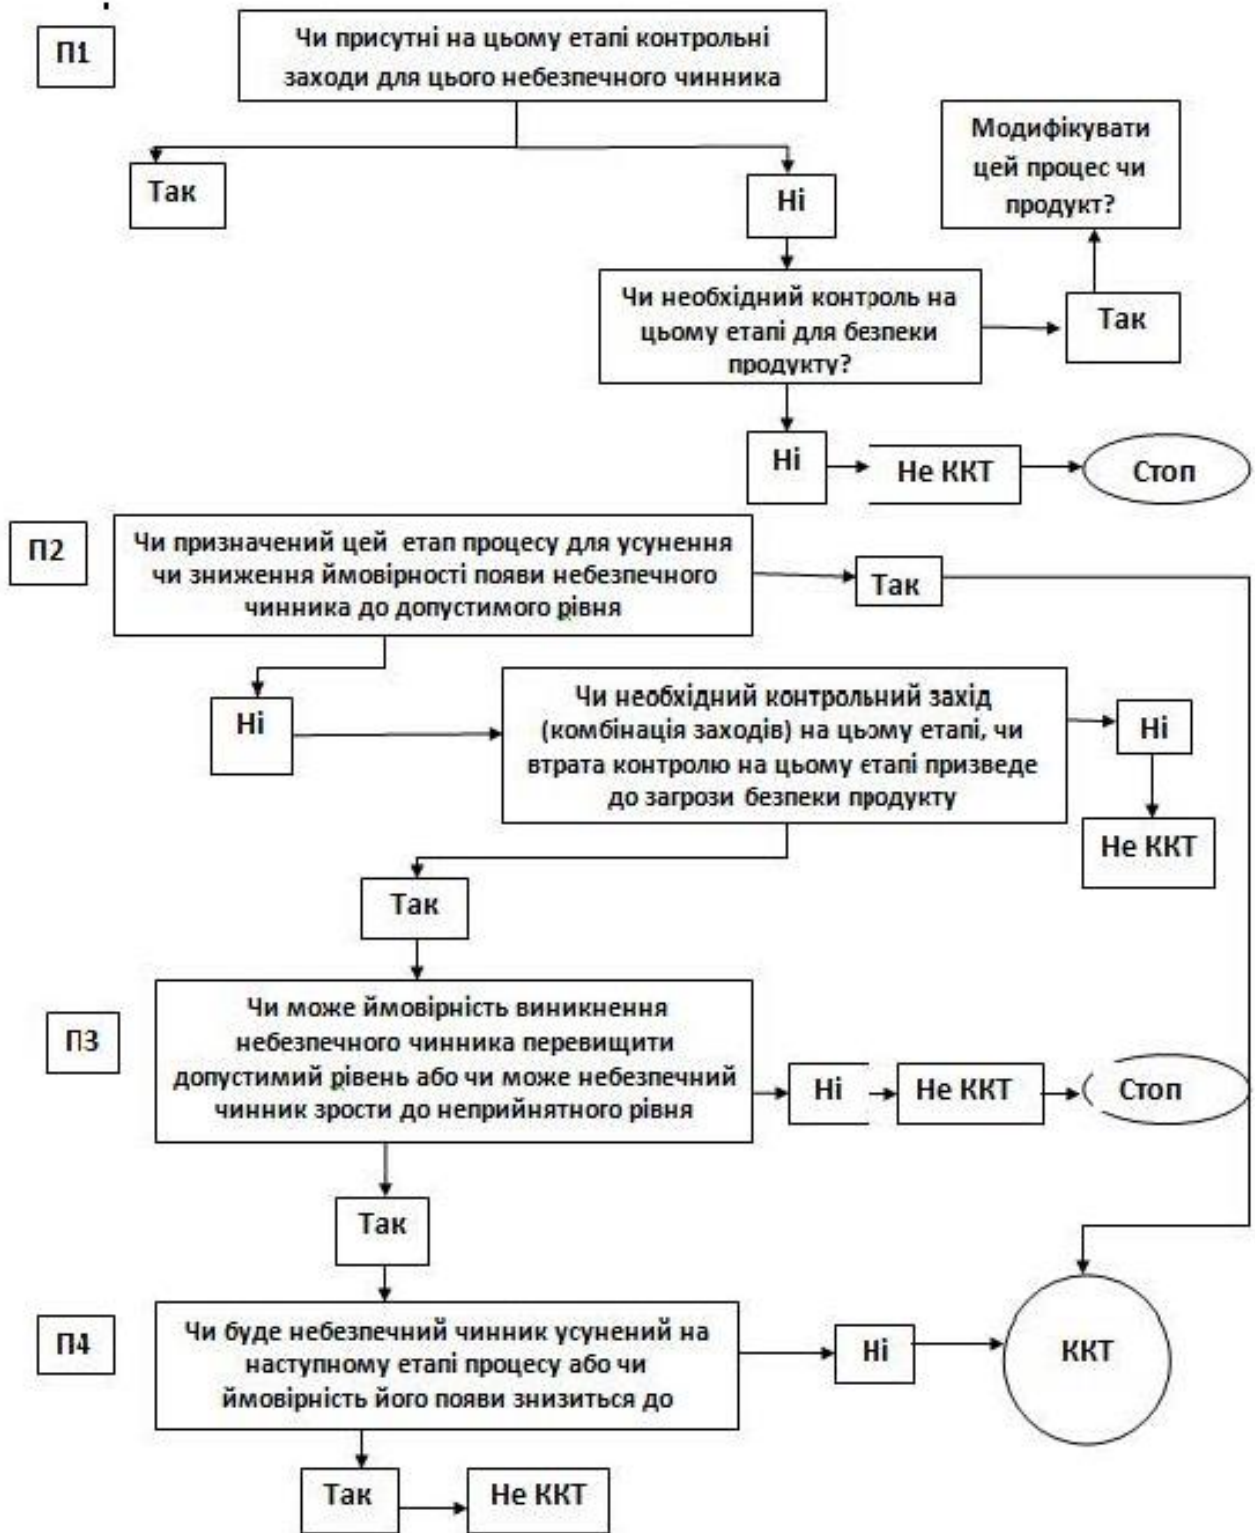 П1
Чи присутні на цьому етапі контрольні
заходи для цього небезпечного чинника
Так
Ні
Модифікувати
цей процес чи
продукт?
Чи необхідний контроль на
цьому етапі для безпеки
продукту?
Так
Ні
Не ККТ
Стоп
П2
Чи призначений цей етап процесу для усунення
чи зниження ймовірності появи небезпечного
чинника до допустимого рівня
Так
Ні
Чи необхідний контрольний захід
(комбінація заходів) на цьому етапі, чи
втрата контролю на цьому етапі призведе
до загрози безпеки продукту
Ні
Не ККТ
Так
П3
Чи може ймовірність виникнення
небезпечного чинника перевищити
допустимий рівень або чи може небезпечний
чинник зрости до неприйнятного рівня
Ні
Не ККТ
Стоп
Так
П4
Чи буде небезпечний чинник усунений на
наступному етапі процесу або чи
ймовірність його появи знизиться до
Ні
ККТ
Так
Не ККТ